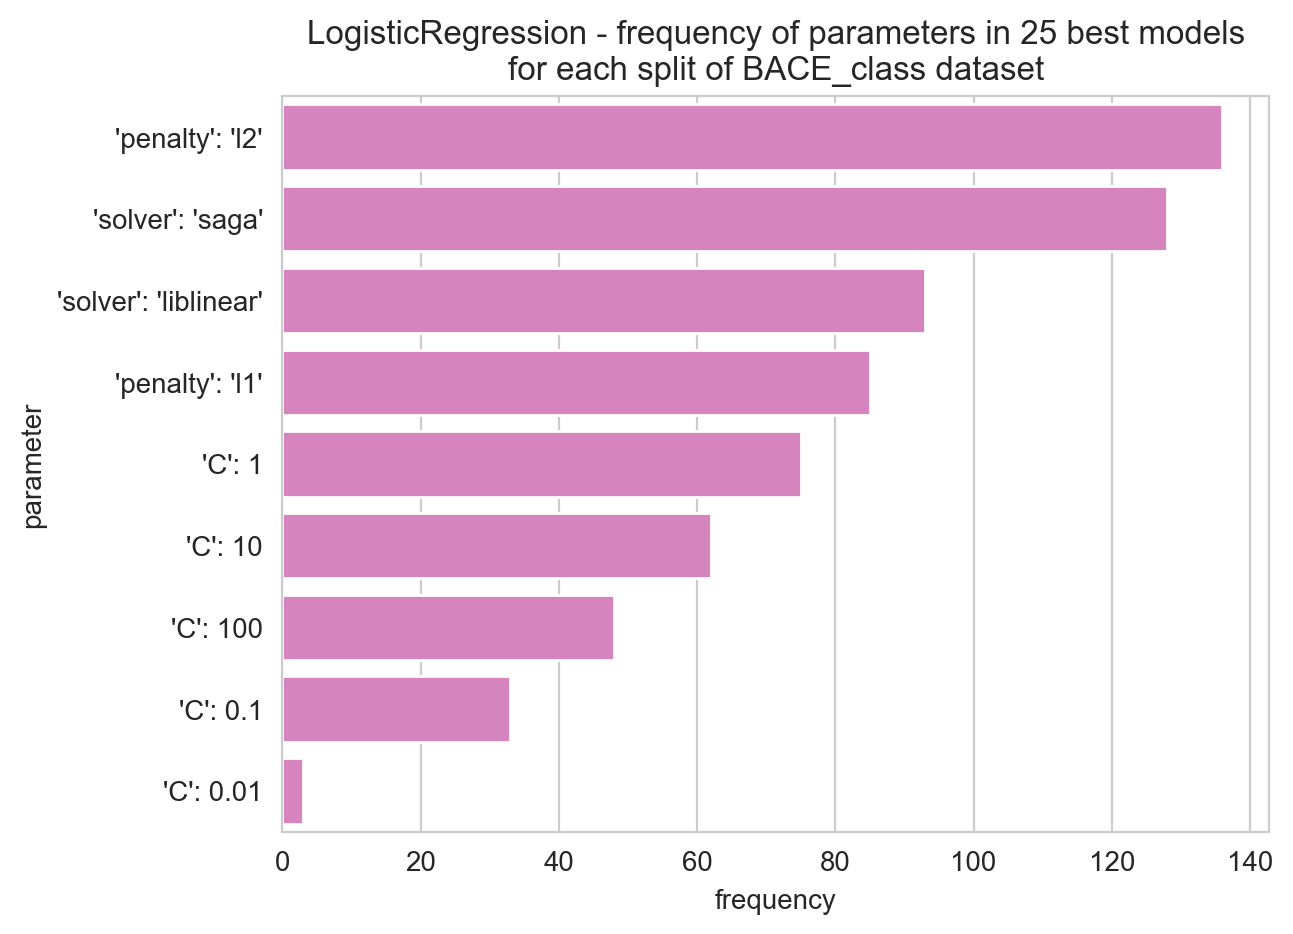 LogisticRegression - frequency of parameters in 25 best models
for each split of BACE_class dataset
parameter
'penalty': 'l2'
'solver': 'saga'
'solver': 'liblinear'
'penalty': 'l1'
'C': 1
'C': 10
'C': 100
'C': 0.1
'C': 0.01
0 20 40 60 80 100 120 140
frequency